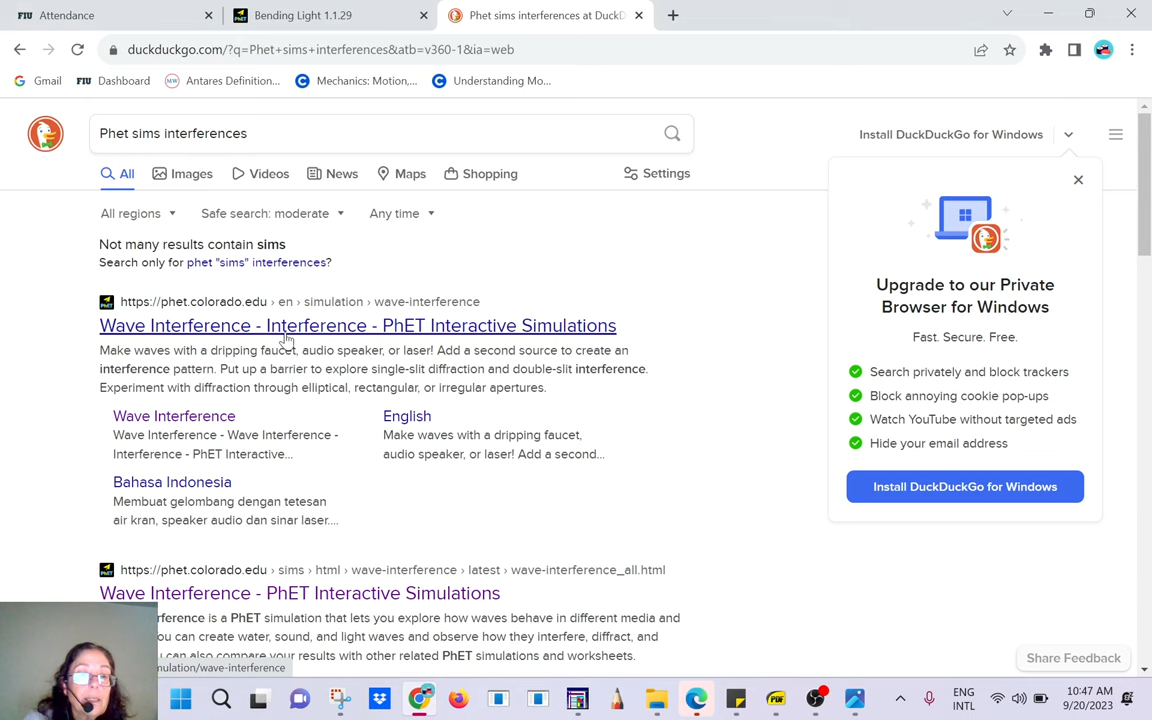 FIU Attendance
Bending Light 1.1.29
Phet sims interferences at DuckD
duckduckgo.com/?q=Phet+sims+interferences&atb=v360-1&ia=web
Gmail
FIU Dashboard
Antares Definition...
Mechanics: Motion,...
Understanding Mo...
Phet sims interferences
Install DuckDuckGo for Windows
All
Images
Videos
News
Maps
Shopping
Settings
All regions
Safe search: moderate
Any time
Not many results contain sims
Search only for phet "sims" interferences?
https://phet.colorado.edu › en › simulation › wave-interference
Wave Interference - Interference - PhET Interactive Simulations
Make waves with a dripping faucet, audio speaker, or laser! Add a second source to create an
interference pattern. Put up a barrier to explore single-slit diffraction and double-slit interference.
Experiment with diffraction through elliptical, rectangular, or irregular apertures.
Wave Interference
Wave Interference - Wave Interference -
Interference - PhET Interactive...
English
Make waves with a dripping faucet,
audio speaker, or laser! Add a second...
Bahasa Indonesia
Membuat gelombang dengan tetesan
air kran, speaker audio dan sinar laser....
https://phet.colorado.edu › sims › html › wave-interference › latest › wave-interference_all.html
Wave Interference - PhET Interactive Simulations
is a PhET simulation that lets you explore how waves behave in different media and
can create water, sound, and light waves and observe how they interfere, diffract, and
can also compare your results with other related PhET simulations and worksheets.
Upgrade to our Private
Browser for Windows
Fast. Secure. Free.
Search privately and block trackers
Block annoying cookie pop-ups
Watch YouTube without targeted ads
Hide your email address
Install DuckDuckGo for Windows
Share Feedback
ENG
INTL
10:47 AM
9/20/2023